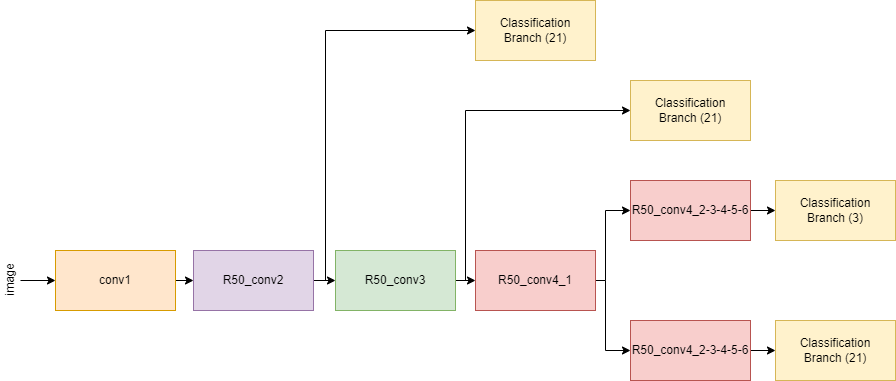 Classification
Branch (21)
Classification
Branch (21)
R50_conv4_2-3-4-5-6
Classification
Branch (3)
image
conv1
R50_conv2
R50_conv3
R50_conv4_1
R50_conv4_2-3-4-5-6
Classification
Branch (21)